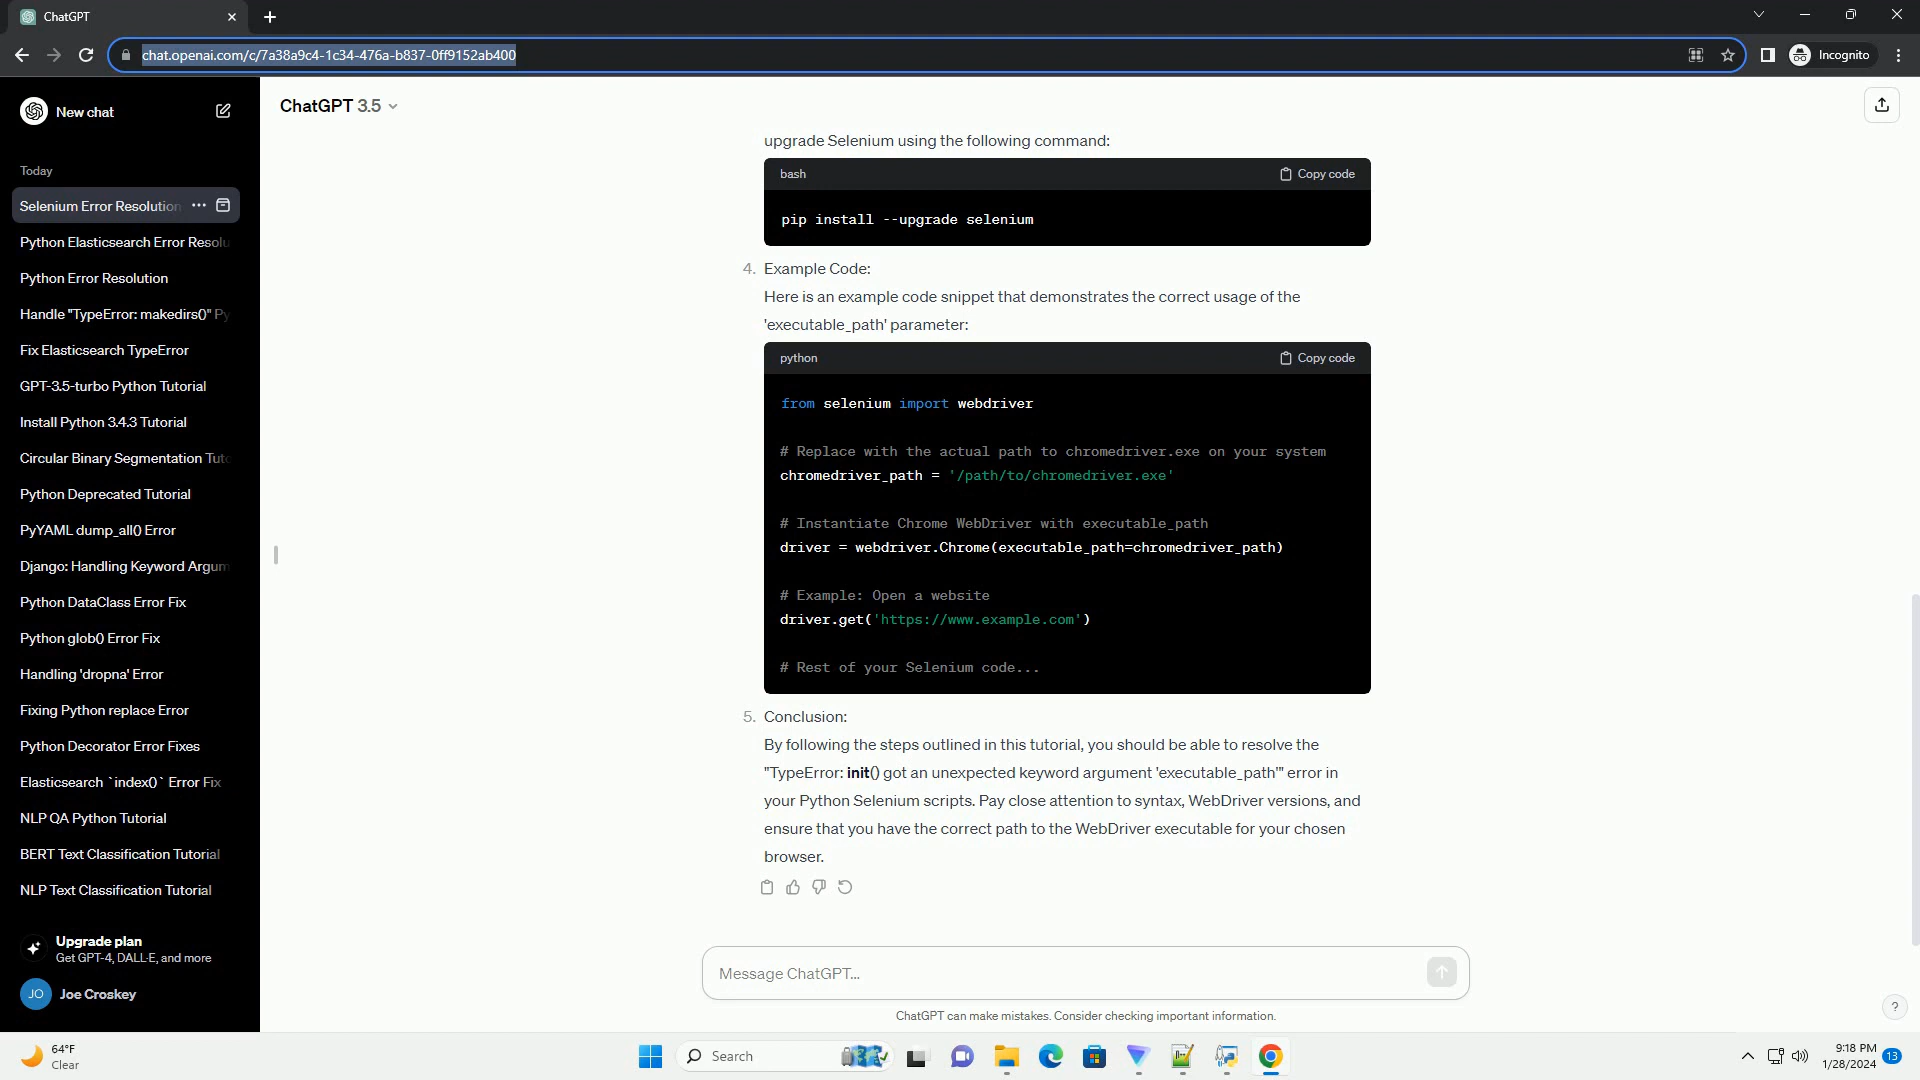 ChatGPT
chat.openai.com/c/7a38a9c4-1c34-476a-b837-0ff9152ab400
Incognito
New chat
Today
Selenium Error Resolution
Python Elasticsearch Error Resolu
Python Error Resolution
Handle "TypeError: makedirs()" Py
Fix Elasticsearch TypeError
GPT-3.5-turbo Python Tutorial
Install Python 3.4.3 Tutorial
Circular Binary Segmentation Tuto
Python Deprecated Tutorial
PyYAML dump_all() Error
Django: Handling Keyword Argum
Python DataClass Error Fix
Python glob() Error Fix
Handling 'dropna' Error
Fixing Python replace Error
Python Decorator Error Fixes
Elasticsearch `index()` Error Fix
NLP QA Python Tutorial
BERT Text Classification Tutorial
NLP Text Classification Tutorial
Upgrade plan
Get GPT-4, DALL·E, and more
JO Joe Croskey
ChatGPT 3.5
upgrade Selenium using the following command:
bash Copy code
pip install --upgrade selenium
4. Example Code:
Here is an example code snippet that demonstrates the correct usage of the
'executable_path' parameter:
python Copy code
from selenium import webdriver
# Replace with the actual path to chromedriver.exe on your system
chromedriver_path = '/path/to/chromedriver.exe'
# Instantiate Chrome WebDriver with executable_path
driver = webdriver.Chrome(executable_path=chromedriver_path)
# Example: Open a website
driver.get('https://www.example.com')
# Rest of your Selenium code...
5. Conclusion:
By following the steps outlined in this tutorial, you should be able to resolve the
"TypeError: init() got an unexpected keyword argument 'executable_path'" error in
your Python Selenium scripts. Pay close attention to syntax, WebDriver versions, and
ensure that you have the correct path to the WebDriver executable for your chosen
browser.
Message ChatGPT...
ChatGPT can make mistakes. Consider checking important information.
?
64°F
Clear
Search
9:18 PM
1/28/2024
13